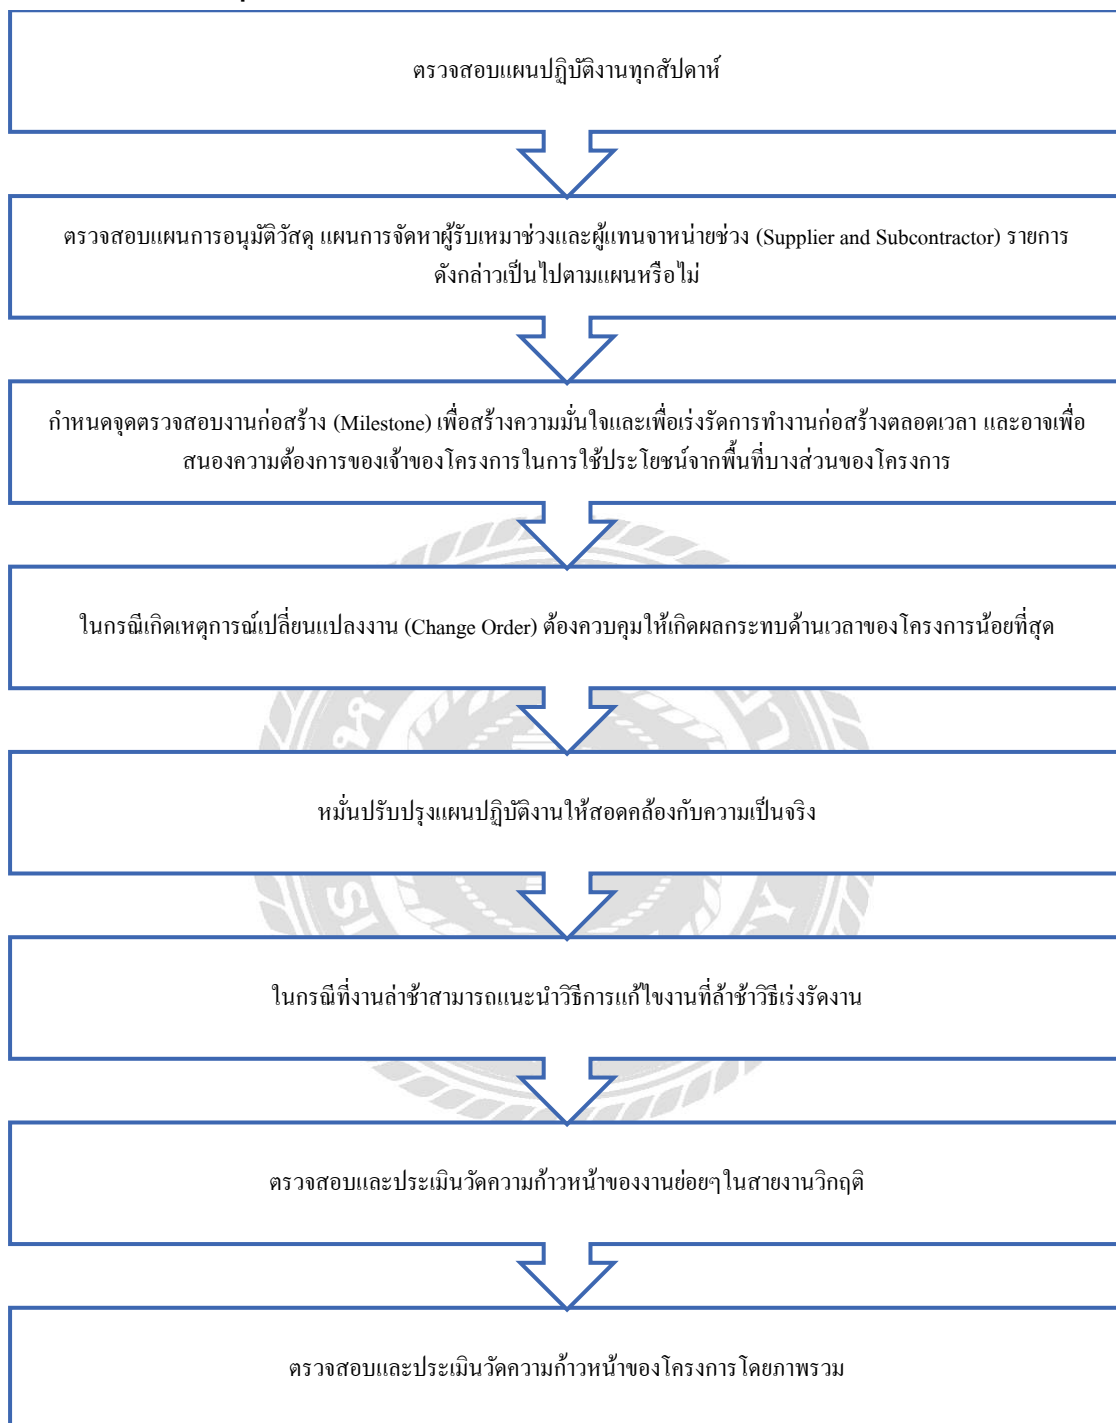 ตรวจสอบแผนปฏิบัติงานทุกสัปดาห์
ตรวจสอบแผนการอนุมัติวัสดุ แผนการจัดหาผู้รับเหมาช่วงและผู้แทนจาหน่ายช่วง (Supplier and Subcontractor) รายการ
ดังกล่าวเป็นไปตามแผนหรือไม่
กำหนดจุดตรวจสอบงานก่อสร้าง (Milestone) เพื่อสร้างความมั่นใจและเพื่อเร่งรัดการทำงานก่อสร้างตลอดเวลา และอาจเพื่อ
สนองความต้องการของเจ้าของโครงการในการใช้ประโยชน์จากพื้นที่บางส่วนของโครงการ
ในกรณีเกิดเหตุการณ์เปลี่ยนแปลงงาน (Change Order) ต้องควบคุมให้เกิดผลกระทบด้านเวลาของโครงการน้อยที่สุด
หมั่นปรับปรุงแผนปฏิบัติงานให้สอดคล้องกับความเป็นจริง
ในกรณีที่งานล่าช้าสามารถแนะนำวิธีการแก้ไขงานที่ล้าช้าวิธีเร่งรัดงาน
ตรวจสอบและประเมินวัดความก้าวหน้าของงานย่อยๆในสายงานวิกฤติ
ตรวจสอบและประเมินวัดความก้าวหน้าของโครงการโดยภาพรวม